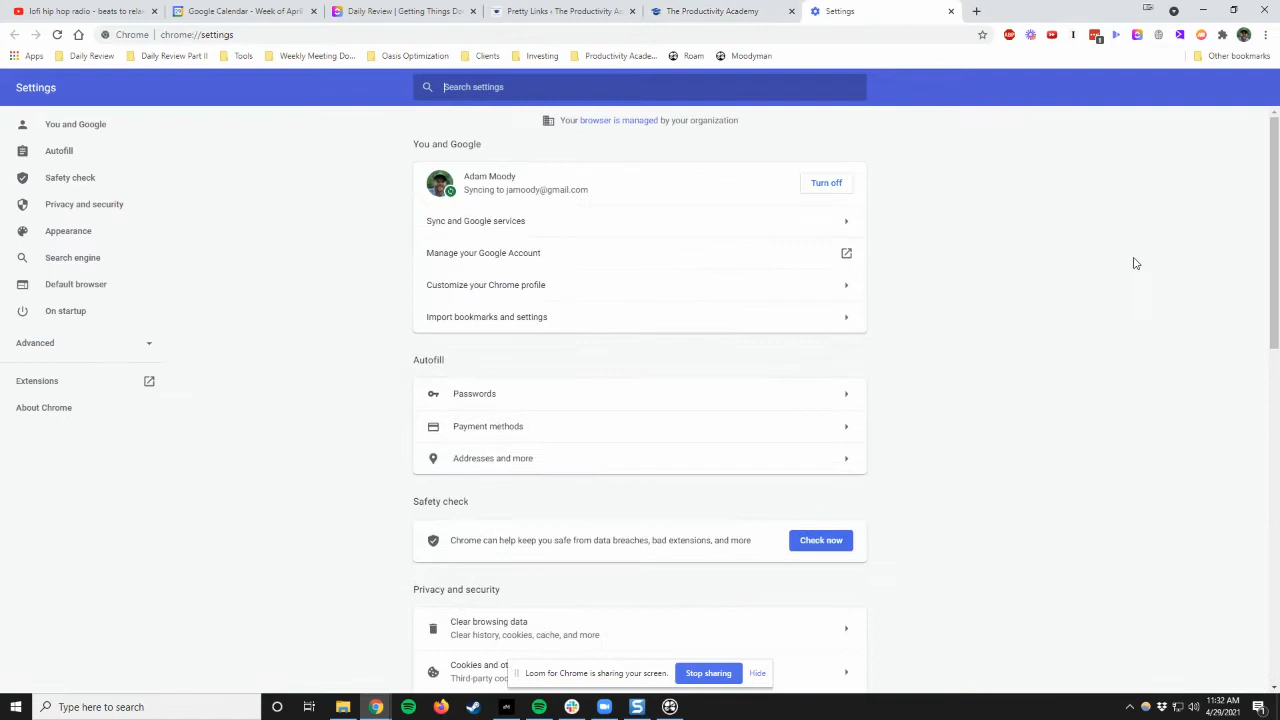 lofi hip hop radio - beats to rela
Google Calendar - Week of April
Daily Review | Getting Things Do
Pretty Links ‹ The Productivity Ac
The Productivity Academy
Settings
Chrome | chrome://settings
1
Apps
Daily Review
Daily Review Part II
Tools
Weekly Meeting Do...
Oasis Optimation
Clients
Investing
Productivity Acade...
Roam
Moodyman
Other bookmarks
Settings
Search settings
Your browser is managed by your organization
You and Google
Autofill
Safety check
Privacy and security
Appearance
Search engine
Default browser
On startup
Advanced
Extensions
About Chrome
You and Google
Adam Moody
Syncing to jamoody@gmail.com
Turn off
Sync and Google services
Manage your Google Account
Customize your Chrome profile
Import bookmarks and settings
Autofill
Passwords
Payment methods
Addresses and more
Safety check
Chrome can help keep you safe from data breaches, bad extensions, and more
Check now
Privacy and security
Clear browsing data
Clear history, cookies, cache, and more
Cookies and ot
Third-party coo
Loom for Chrome is sharing your screen.
Stop sharing
Hide
Type here to search
11:32 AM
4/29/2021